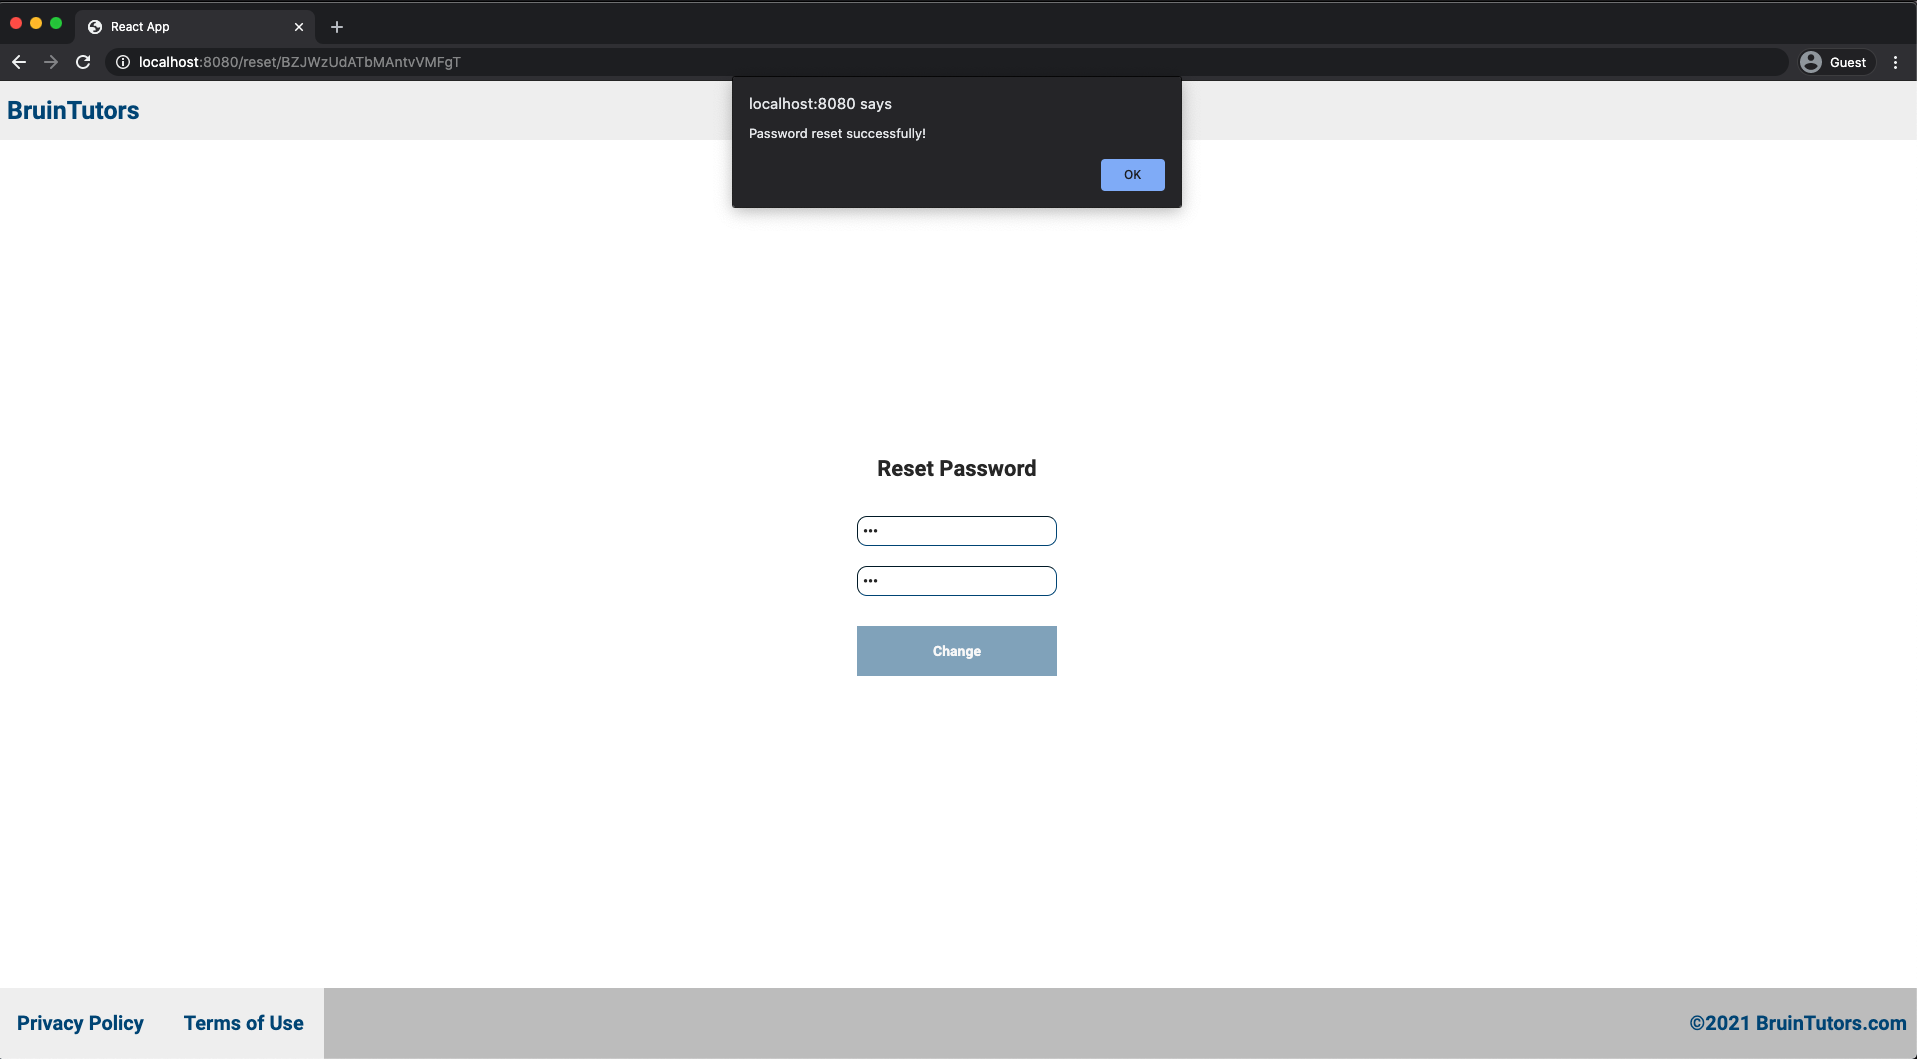 React App
localhost:8080/reset/BZJWzUdATbMAntvVMFgT
Guest
BruinTutors
localhost:8080 says
Password reset successfully!
OK
Reset Password
•••
•••
Change
Privacy Policy
Terms of Use
©2021 BruinTutors.com